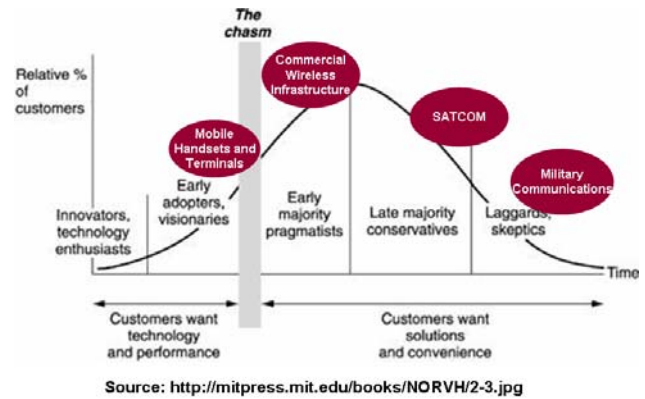 The
chasm
Relative %
of
customers
Commercial
Wireless
Infrastructure
SATCOM
Mobile
Handsets and
Terminals
Military
Communications
Innovators,
technology
enthusiasts
Early
adopters,
visionaries
Early
majority
pragmatists
Late majority
conservatives
Laggards,
skeptics
Time
Customers want
technology
and performance
Customers want
solutions
and convenience
Source: http://mitpress.mit.edu/books/NORVH/2-3.jpg